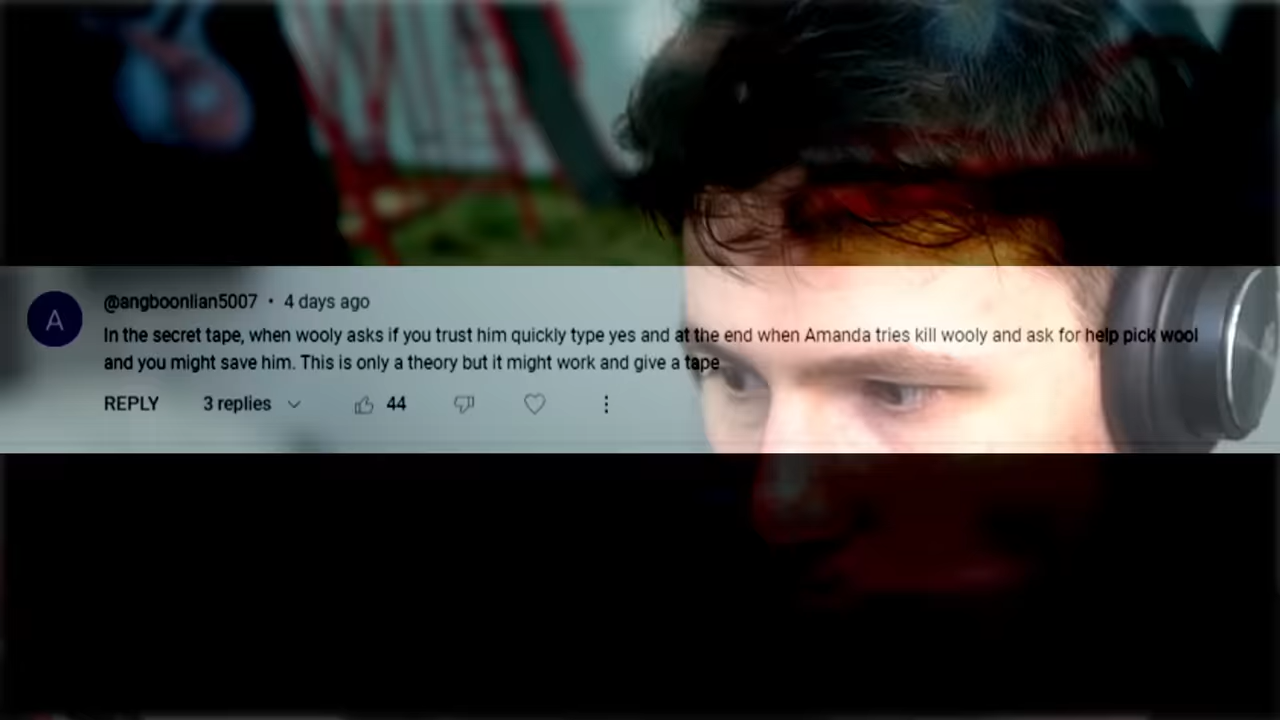 A
@angboonlian5007 • 4 days ago
In the secret tape, when wooly asks if you trust him quickly type yes and at the end when Amanda tries kill wooly and ask for help pick wool
and you might save him. This is only a theory but it might work and give a tape
REPLY 3 replies 44